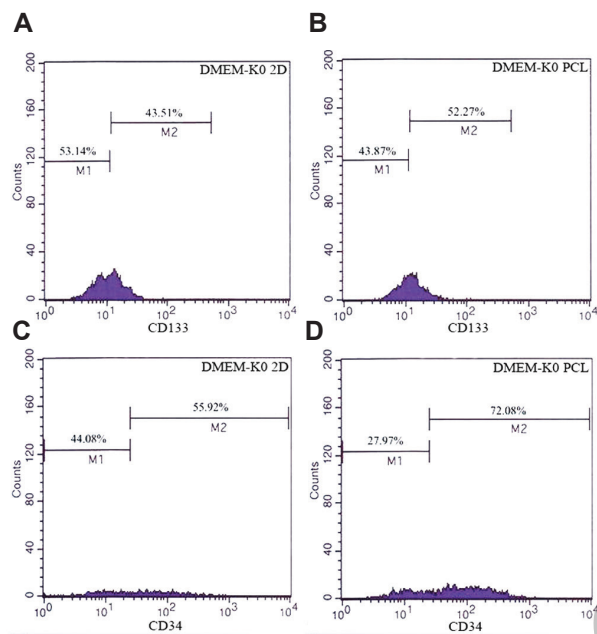 A
200
160
120
80
40
0
Counts
DMEM-K0 2D
43.51%
M2
53.14%
M1
10^0 10^1 10^2 10^3 10^4
CD133
B
200
160
120
80
40
0
Counts
DMEM-K0 PCL
52.27%
M2
43.87%
M1
10^0 10^1 10^2 10^3 10^4
CD133
C
200
160
120
80
40
0
Counts
DMEM-K0 2D
55.92%
M2
44.08%
M1
10^0 10^1 10^2 10^3 10^4
CD34
D
200
160
120
80
40
0
Counts
DMEM-K0 PCL
72.08%
M2
27.97%
M1
10^0 10^1 10^2 10^3 10^4
CD34